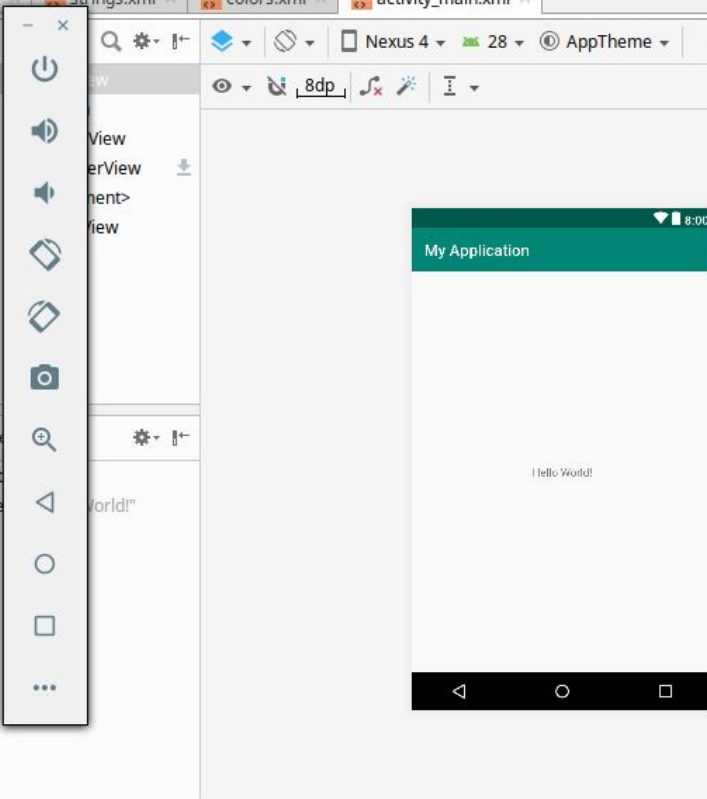 strings.xml colors.xml activity_main.xml
Nexus 4 28 AppTheme
8dp
View
erView
ment>
View
8:00
My Application
Hello World!
World!"